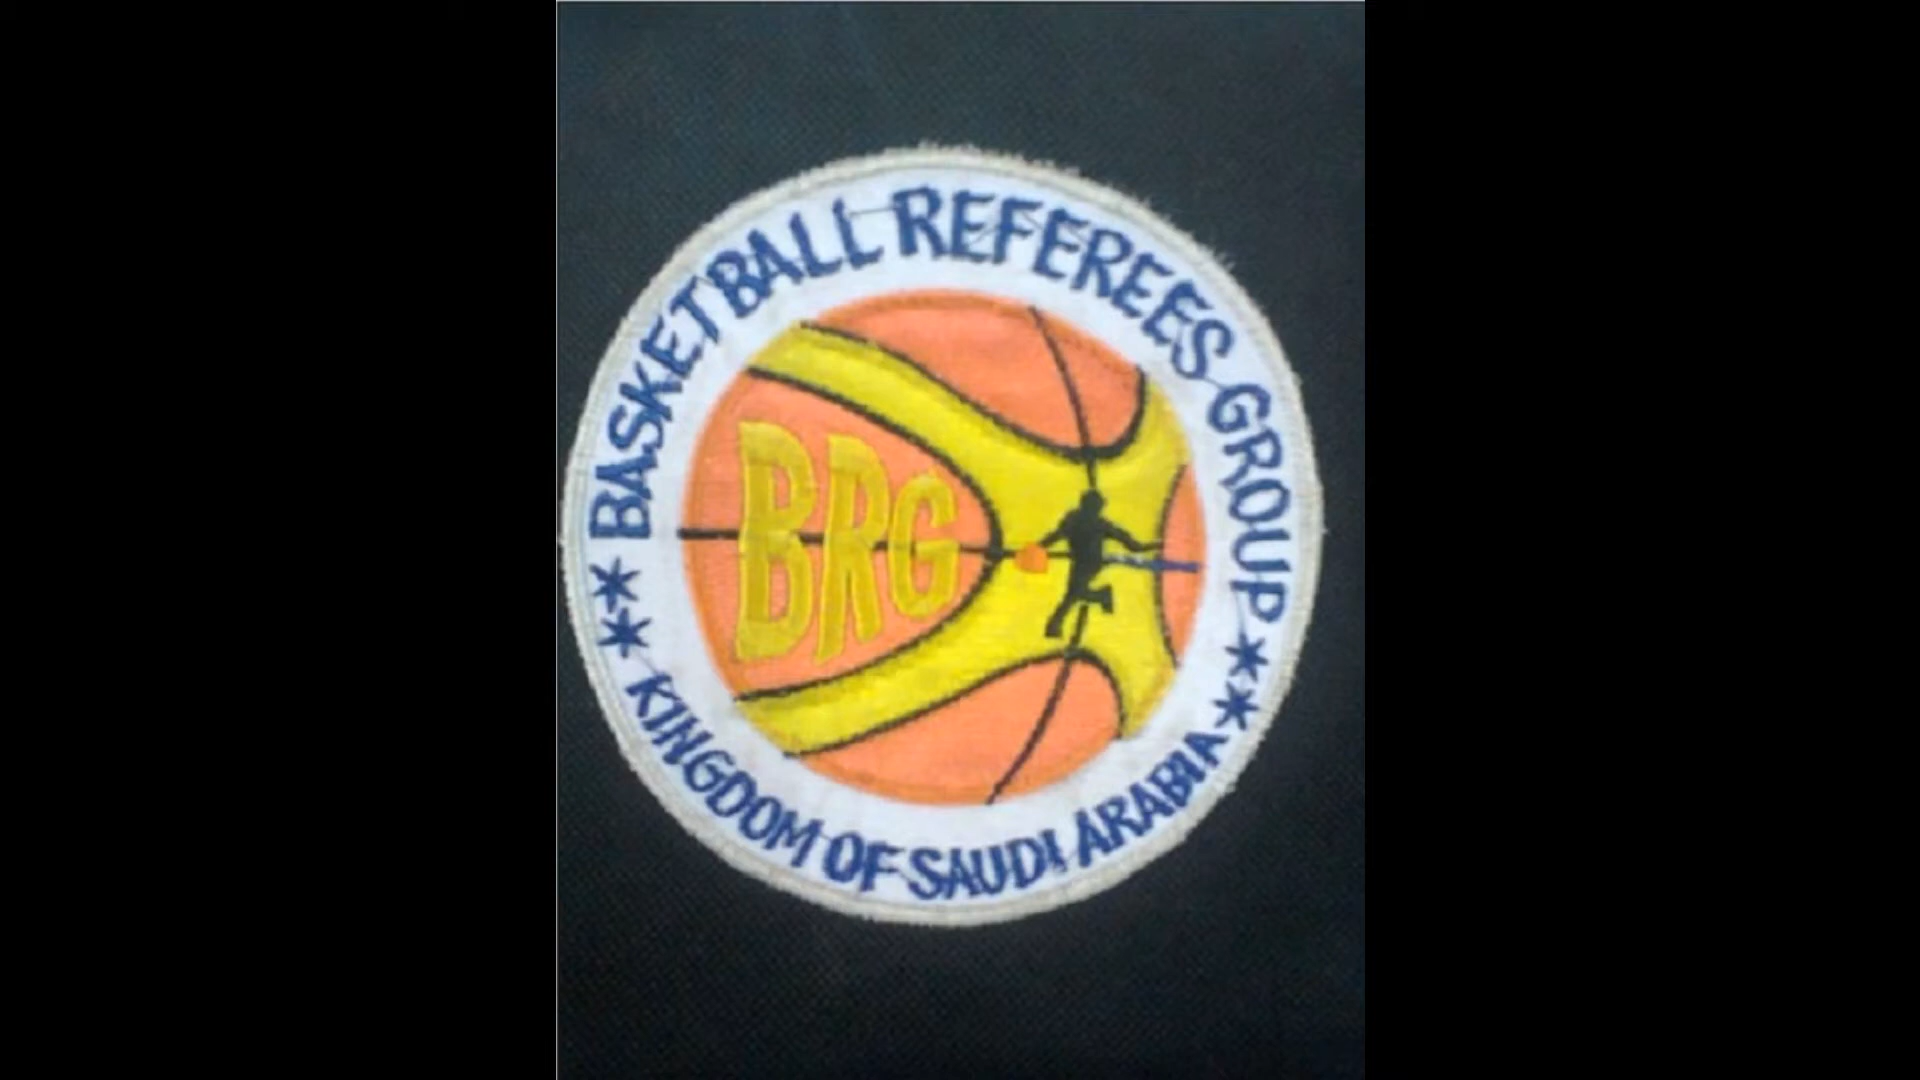 BASKETBALL REFEREES GROUP
BRG
** KINGDOM OF SAUDI ARABIA **